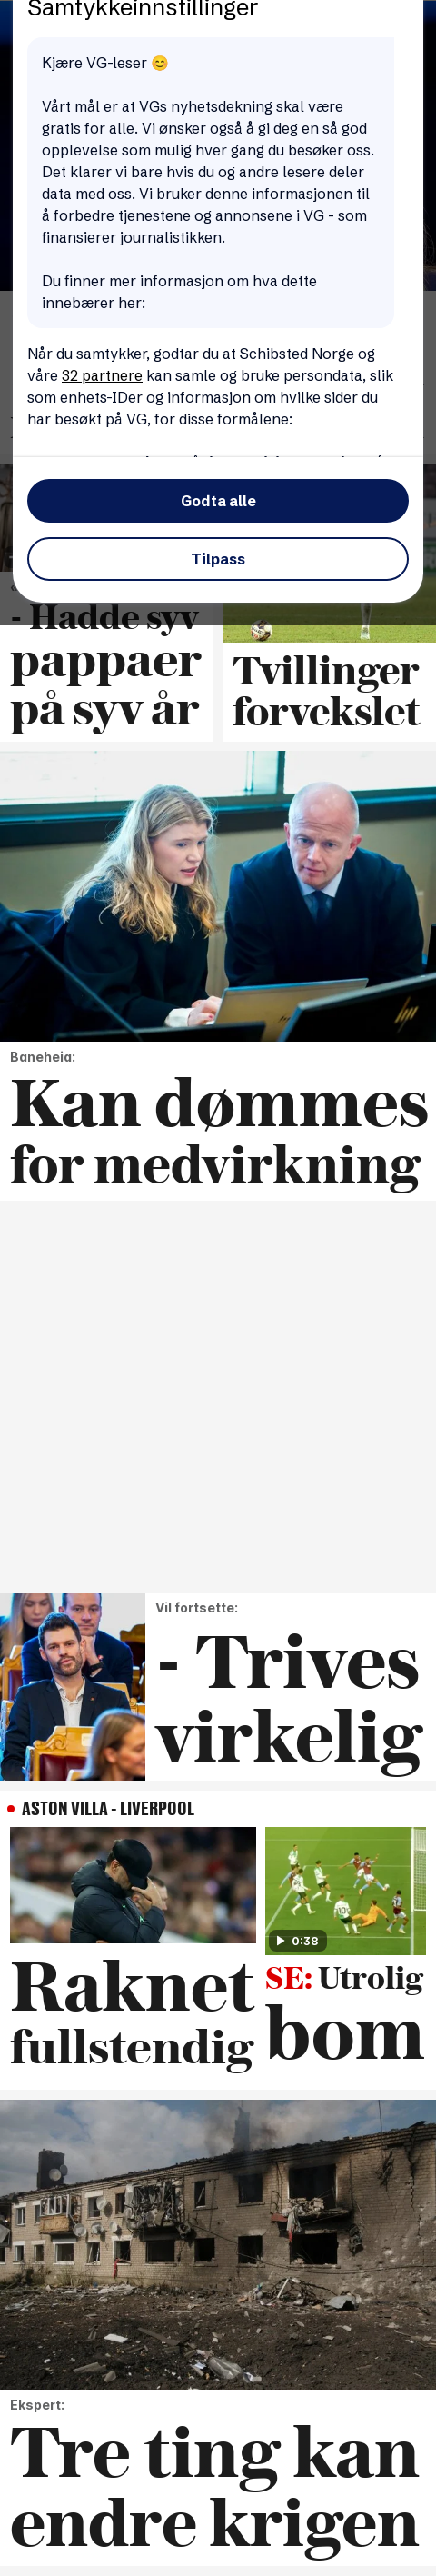 Samtykkeinnstillinger
Kjære VG-leser 😊
Vårt mål er at VGs nyhetsdekning skal være
gratis for alle. Vi ønsker også å gi deg en så god
opplevelse som mulig hver gang du besøker oss.
Det klarer vi bare hvis du og andre lesere deler
data med oss. Vi bruker denne informasjonen til
å forbedre tjenestene og annonsene i VG - som
finansierer journalistikken.
Du finner mer informasjon om hva dette
innebærer her:
Når du samtykker, godtar du at Schibsted Norge og
våre 32 partnere kan samle og bruke persondata, slik
som enhets-IDer og informasjon om hvilke sider du
har besøkt på VG, for disse formålene:
Godta alle
Tilpass
- Hadde syv
pappaer
på syv år
Tvillinger
forvekslet
Baneheia:
Kan dømmes
for medvirkning
Vil fortsette:
- Trives
virkelig
ASTON VILLA - LIVERPOOL
0:38
Raknet
fullstendig
SE: Utrolig
bom
Ekspert:
Tre ting kan
endre krigen